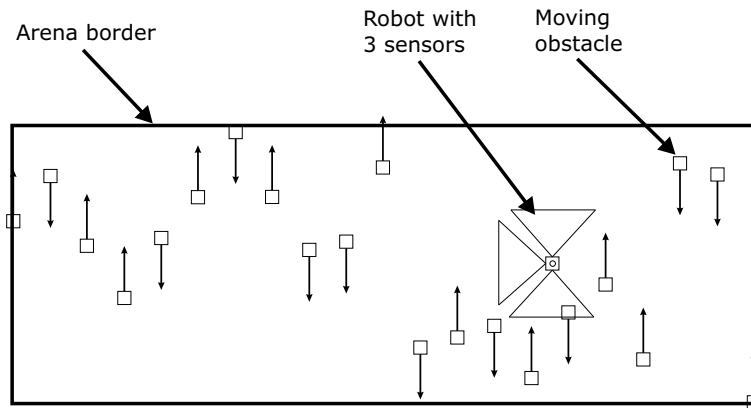 Arena border
Robot with
3 sensors
Moving
obstacle